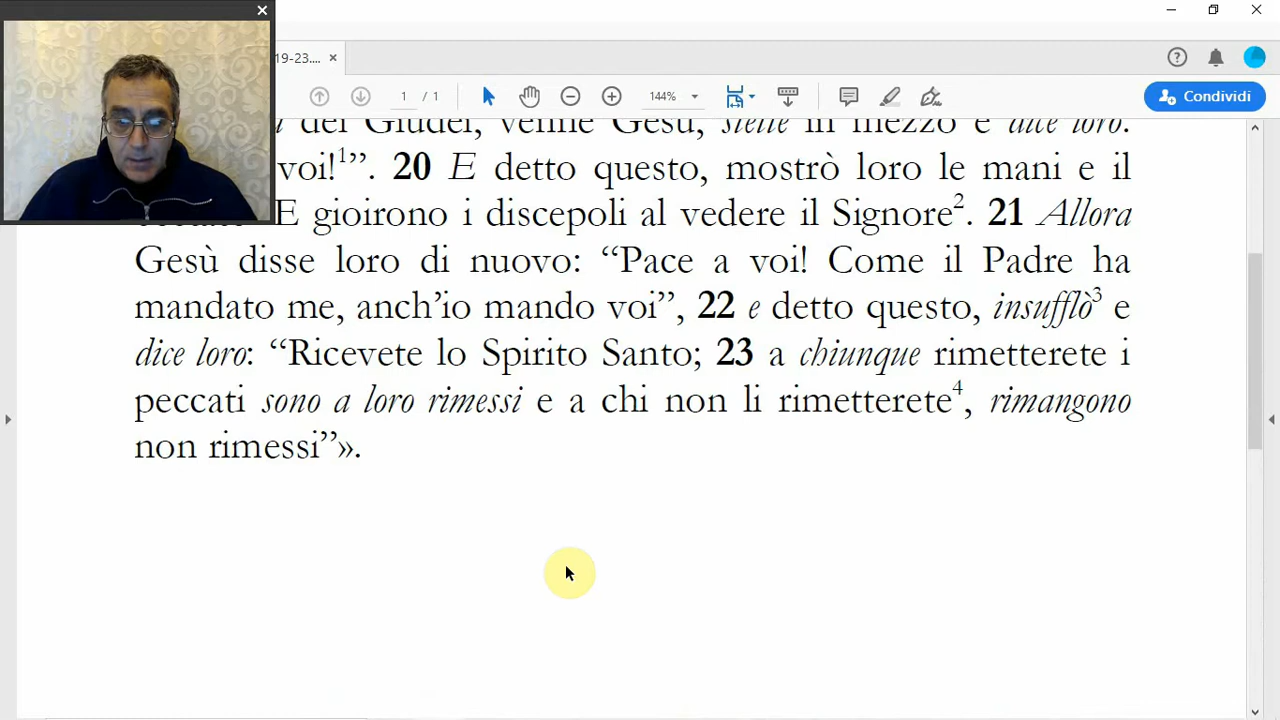 19-23....
1 / 1
144%
Condividi
dei Giudei, venne Gesù, stette in mezzo e dice loro:
voi!1”. 20 E detto questo, mostrò loro le mani e il
E gioirono i discepoli al vedere il Signore2. 21 Allora
Gesù disse loro di nuovo: “Pace a voi! Come il Padre ha
mandato me, anch’io mando voi”, 22 e detto questo, insufflò3 e
dice loro: “Ricevete lo Spirito Santo; 23 a chiunque rimetterete i
peccati sono a loro rimessi e a chi non li rimetterete4, rimangono
non rimessi”».